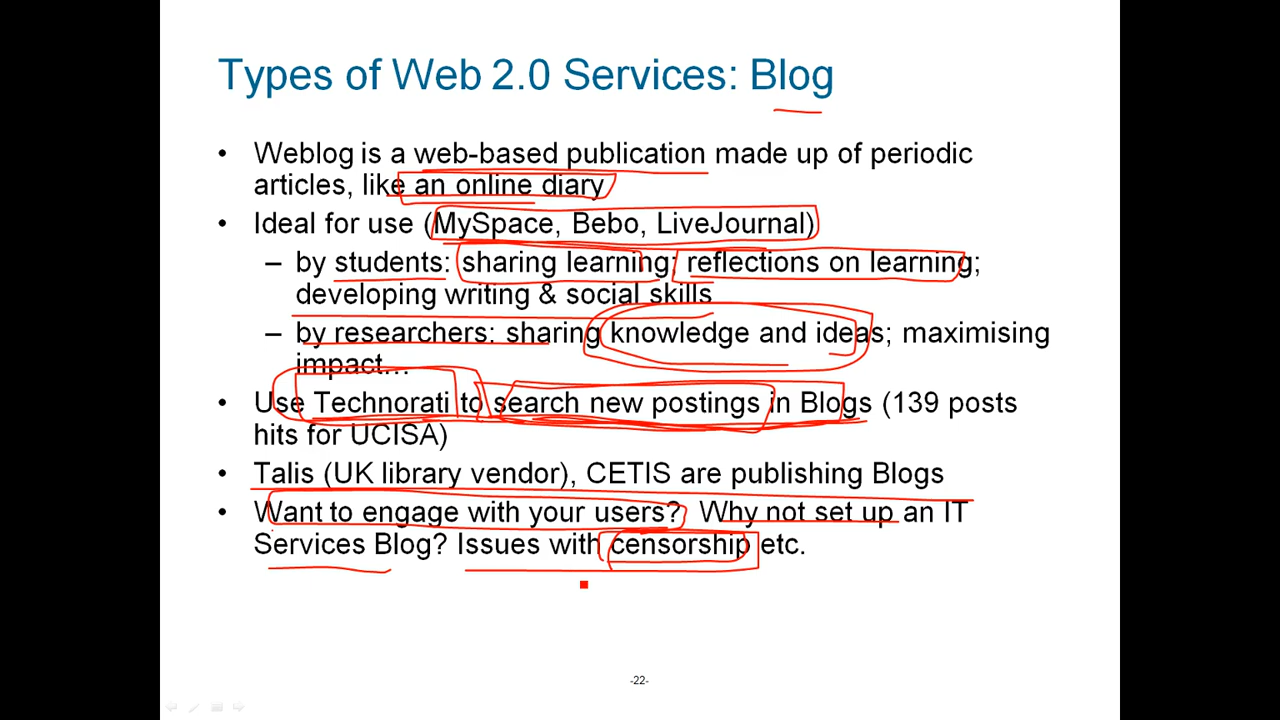 Types of Web 2.0 Services: Blog
• Weblog is a web-based publication made up of periodic
articles, like an online diary
• Ideal for use (MySpace, Bebo, LiveJournal)
– by students: sharing learning; reflections on learning;
developing writing & social skills
– by researchers: sharing knowledge and ideas; maximising
impact...
• Use Technorati to search new postings in Blogs (139 posts
hits for UCISA)
• Talis (UK library vendor), CETIS are publishing Blogs
• Want to engage with your users? Why not set up an IT
Services Blog? Issues with censorship etc.
-22-